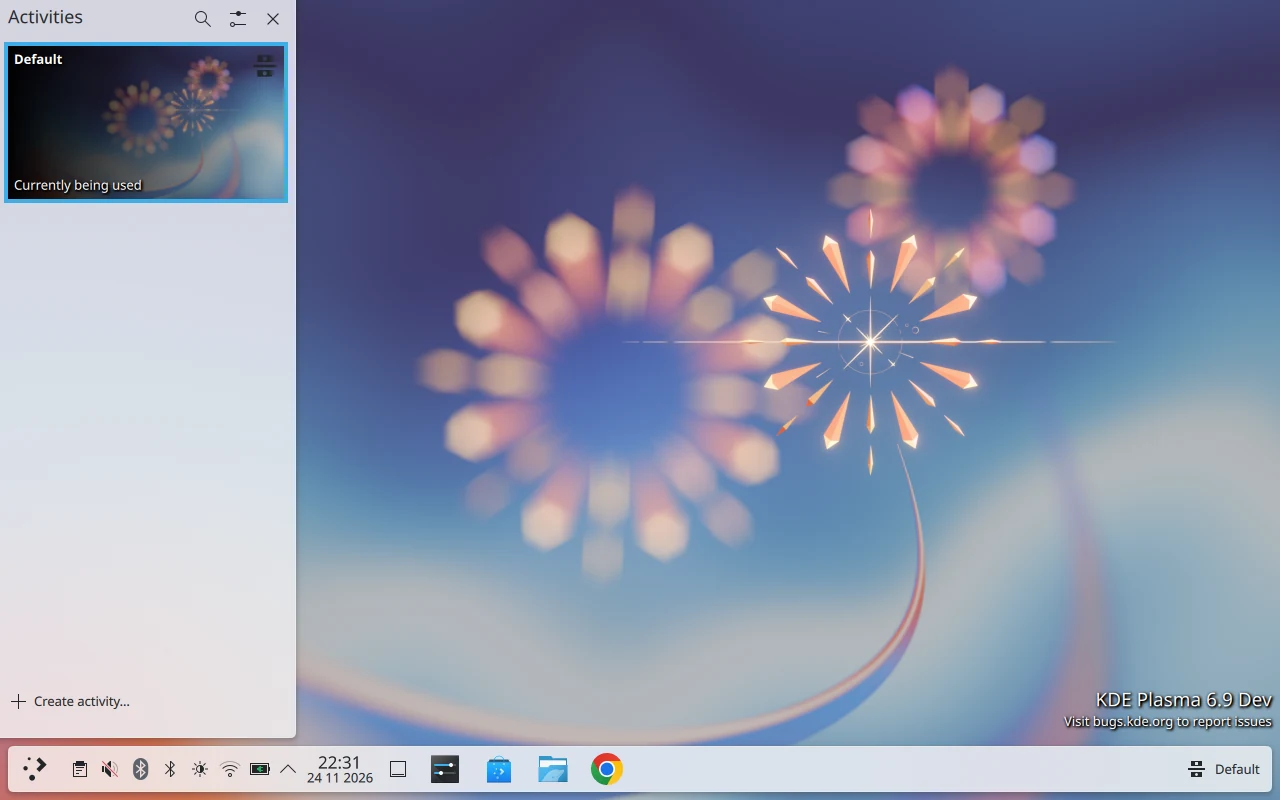 Activities
Default
Currently being used
Create activity...
KDE Plasma 6.9 Dev
Visit bugs.kde.org to report issues
22:31
24 11 2026
Default